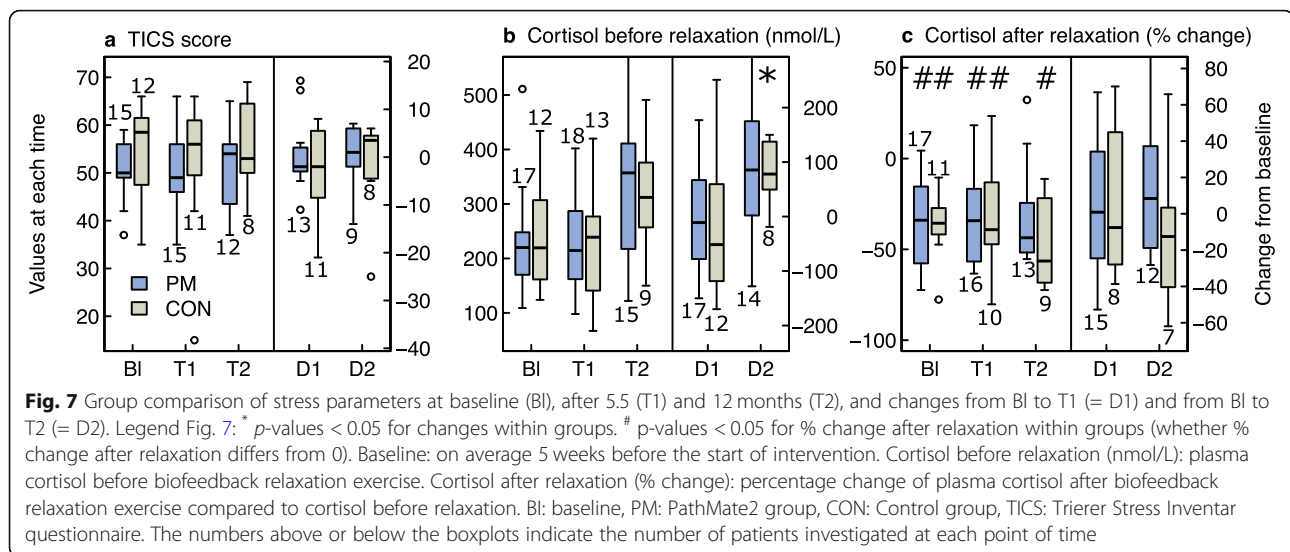 a TICS score
b Cortisol before relaxation (nmol/L)
c Cortisol after relaxation (% change)
Values at each time
70
60
50
40
30
20
20
10
0
−10
−20
−30
−40
15
12
15
11
12
8
13
11
9
8
PM
CON
Bl
T1
T2
D1
D2
500
400
300
200
100
200
100
0
−100
−200
17
12
18
13
15
9
17
12
14
8
*
Bl
T1
T2
D1
D2
50
0
−50
−100
80
60
40
20
0
−20
−40
−60
# #
# #
#
17
11
16
10
13
9
15
8
12
7
Bl
T1
T2
D1
D2
Change from baseline
Fig. 7 Group comparison of stress parameters at baseline (Bl), after 5.5 (T1) and 12 months (T2), and changes from Bl to T1 (= D1) and from Bl to
T2 (= D2). Legend Fig. 7: * p-values < 0.05 for changes within groups. # p-values < 0.05 for % change after relaxation within groups (whether %
change after relaxation differs from 0). Baseline: on average 5 weeks before the start of intervention. Cortisol before relaxation (nmol/L): plasma
cortisol before biofeedback relaxation exercise. Cortisol after relaxation (% change): percentage change of plasma cortisol after biofeedback
relaxation exercise compared to cortisol before relaxation. Bl: baseline, PM: PathMate2 group, CON: Control group, TICS: Trierer Stress Inventar
questionnaire. The numbers above or below the boxplots indicate the number of patients investigated at each point of time